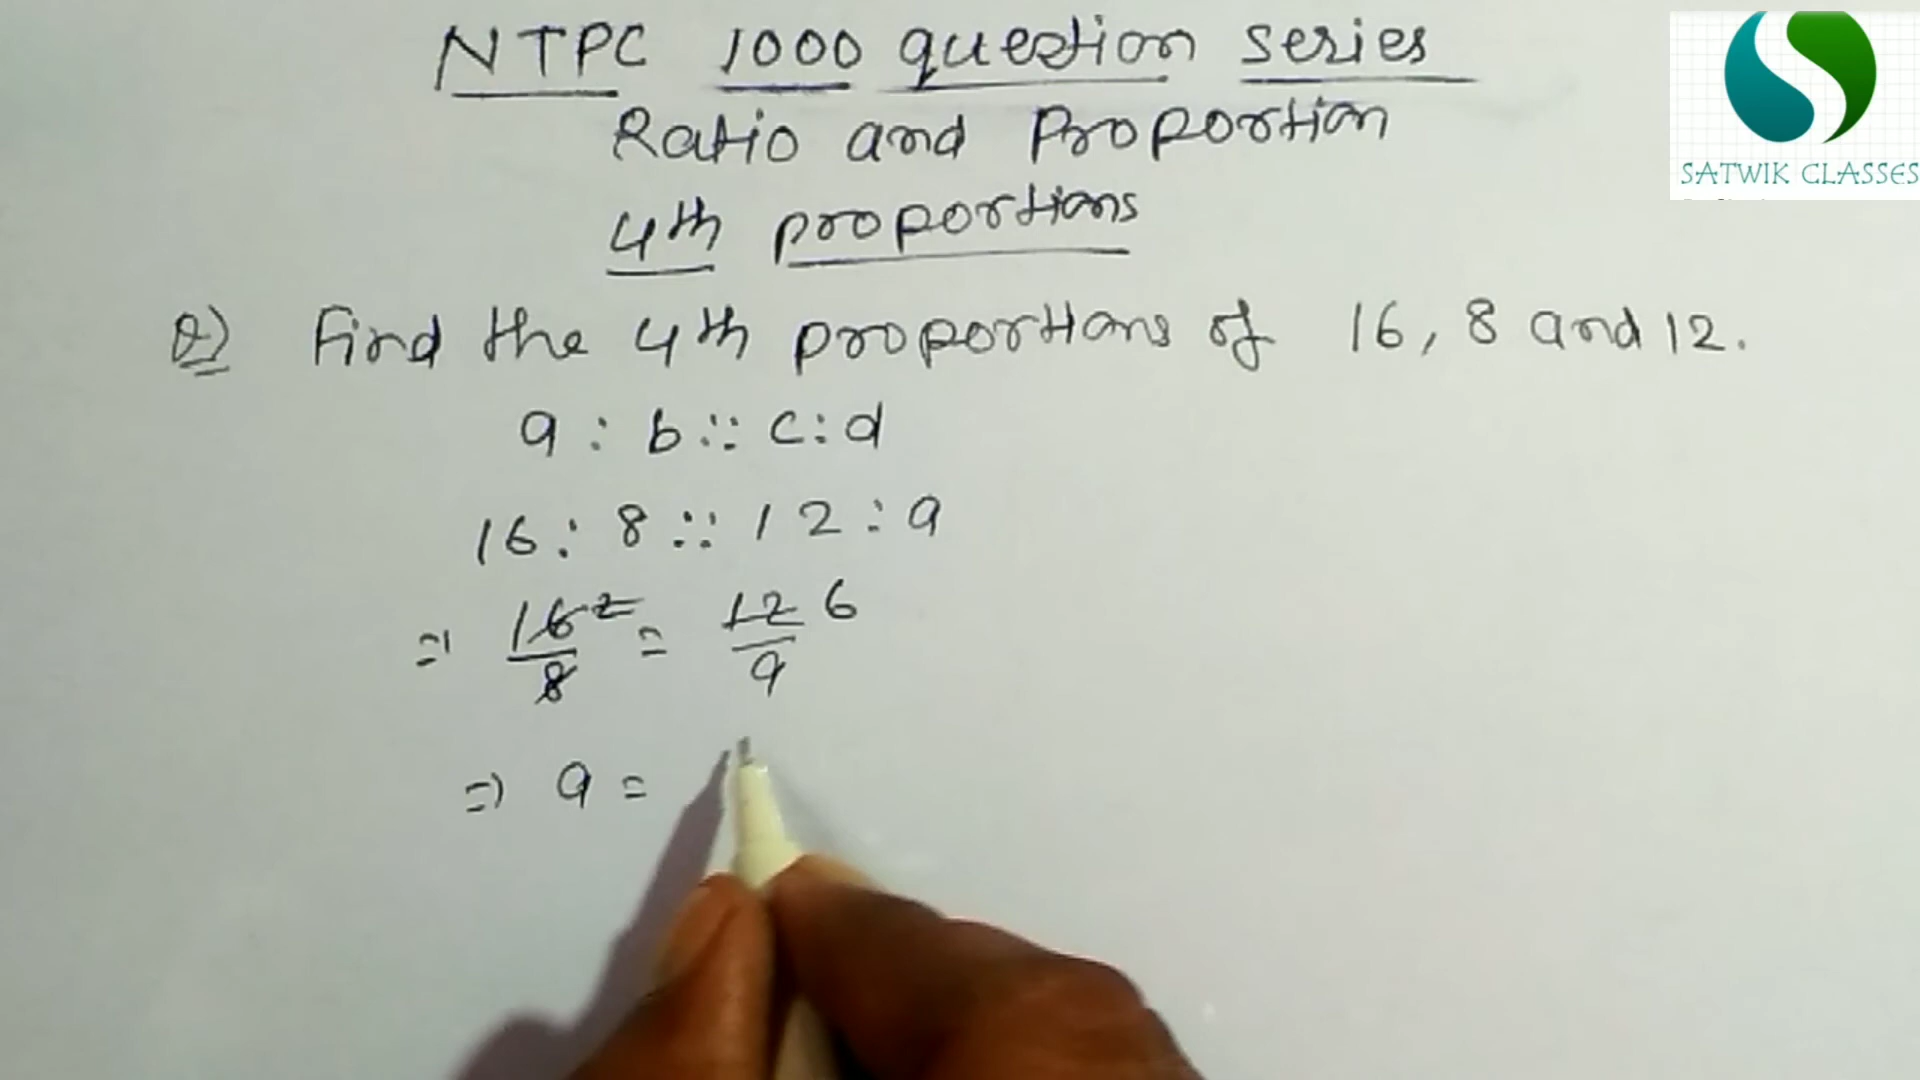 NTPC 1000 question series
SATWIK CLASSES
Ratio and Proportion
4th proportions
Q) Find the 4th proportions of 16, 8 and 12.
a : b :: c : d
16 : 8 :: 12 : a
=) 16 2 = 12 6
8 a
=) a =